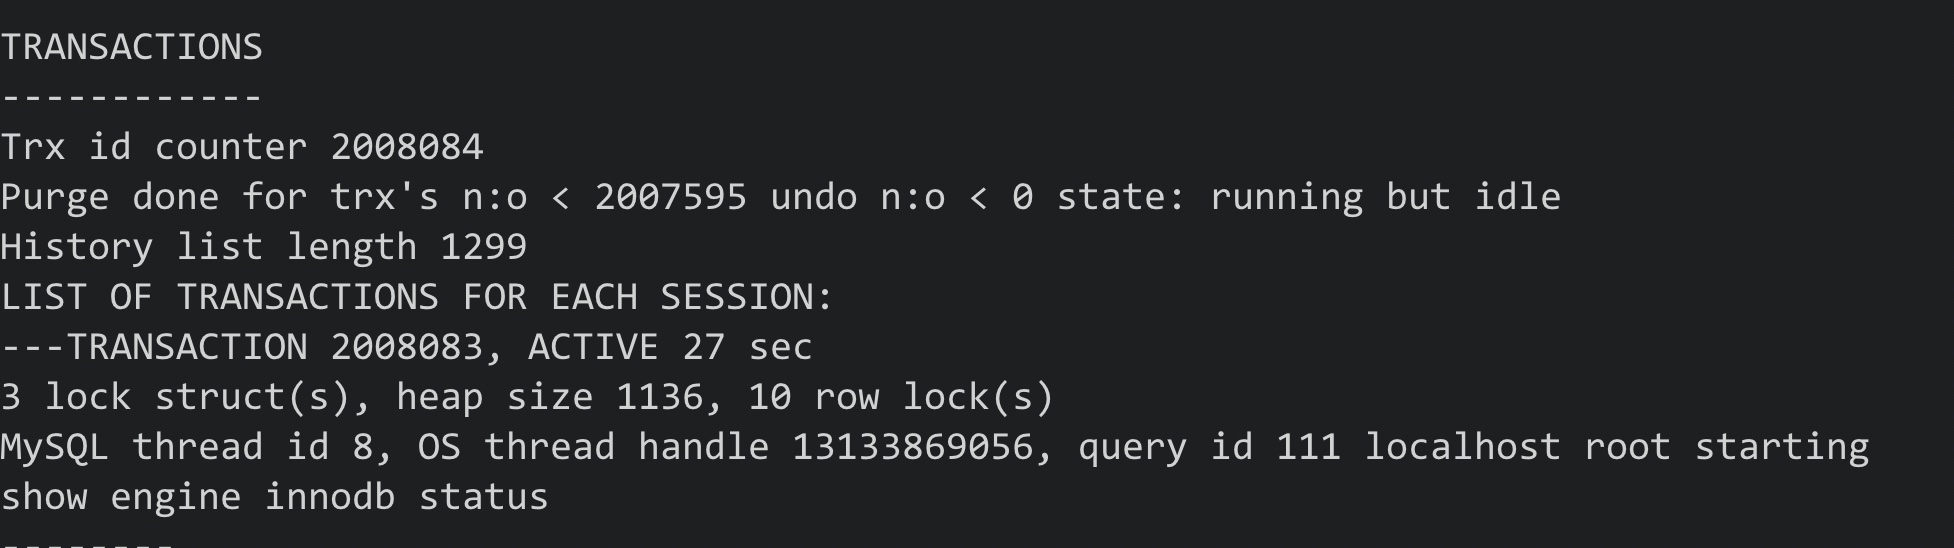 TRANSACTIONS
------------
Trx id counter 2008084
Purge done for trx's n:o < 2007595 undo n:o < 0 state: running but idle
History list length 1299
LIST OF TRANSACTIONS FOR EACH SESSION:
---TRANSACTION 2008083, ACTIVE 27 sec
3 lock struct(s), heap size 1136, 10 row lock(s)
MySQL thread id 8, OS thread handle 13133869056, query id 111 localhost root starting
show engine innodb status
--------